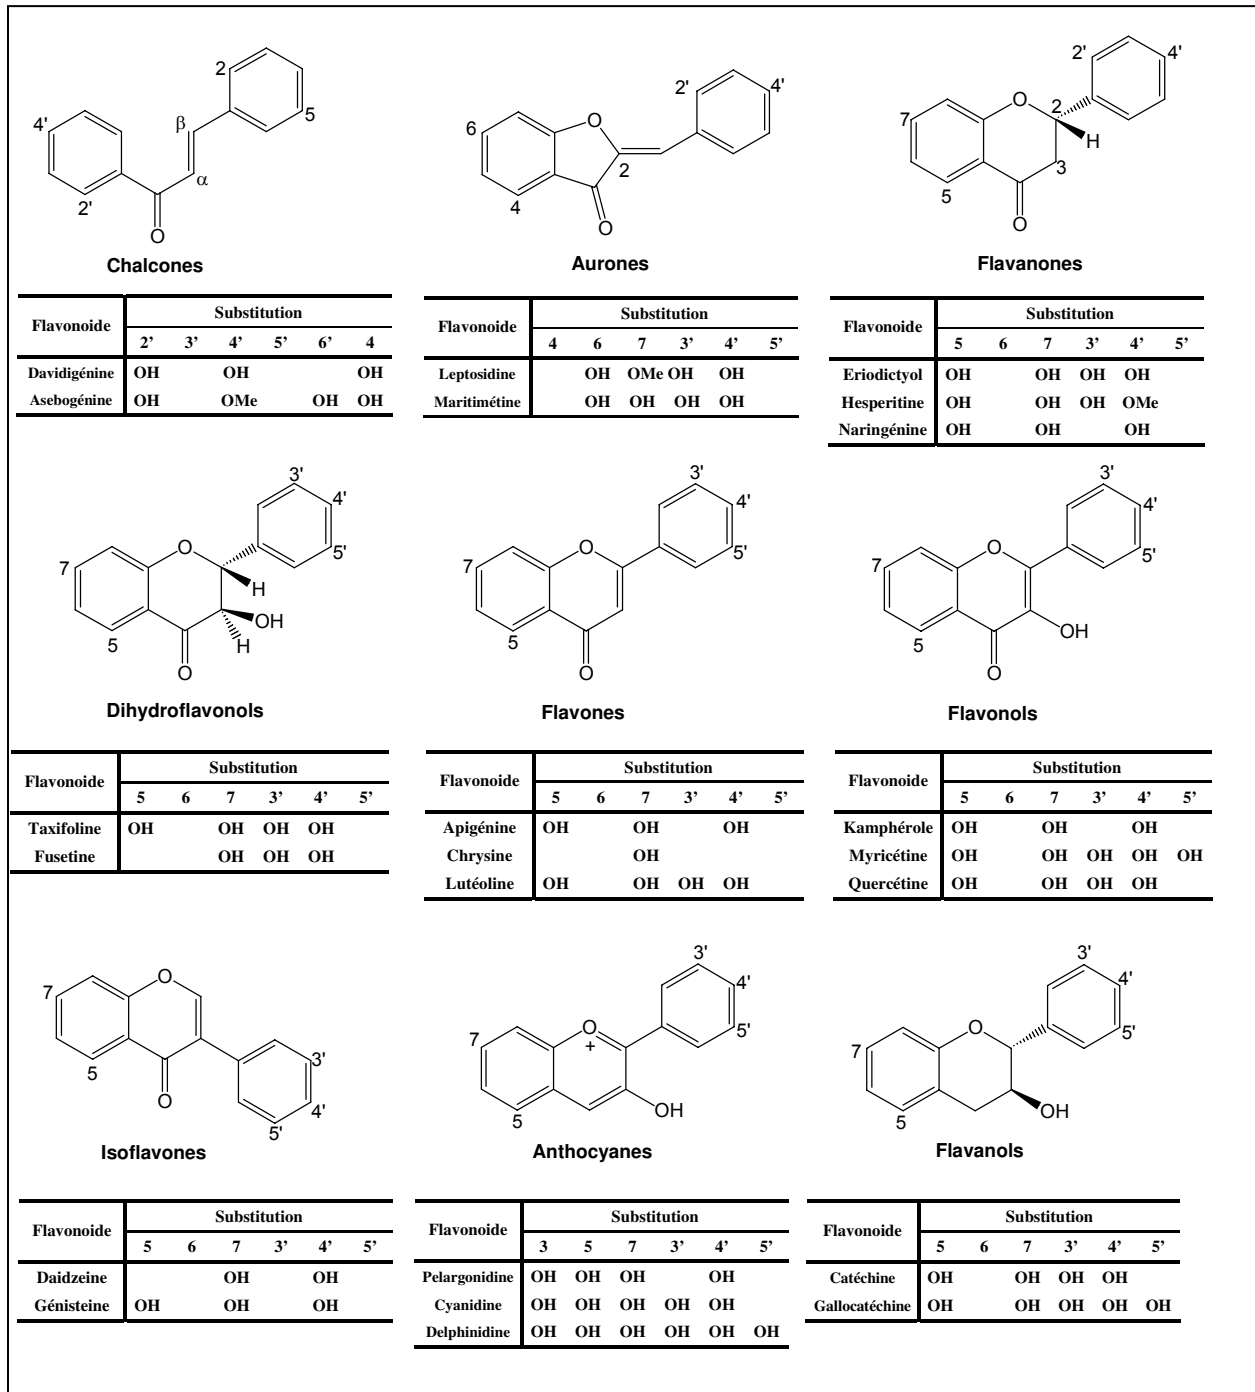 2
5
4'
β
α
2'
O
Chalcones
O
2'
4'
6
2
4
O
Aurones
2'
4'
O
2
7
H
3
5
O
Flavanones
Flavonoide Substitution
2' 3' 4' 5' 6' 4
Davidigénine OH OH OH
Asebogénine OH OMe OH OH
Flavonoide Substitution
4 6 7 3' 4' 5'
Leptosidine OH OMe OH OH
Maritimétine OH OH OH OH
Flavonoide Substitution
5 6 7 3' 4' 5'
Eriodictyol OH OH OH OH
Hesperitine OH OH OH OMe
Naringénine OH OH OH
3'
4'
5'
O
7
H
OH
H
5
O
Dihydroflavonols
3'
4'
5'
O
7
5
O
Flavones
3'
4'
5'
O
7
OH
5
O
Flavonols
Flavonoide Substitution
5 6 7 3' 4' 5'
Taxifoline OH OH OH OH
Fusetine OH OH OH
Flavonoide Substitution
5 6 7 3' 4' 5'
Apigénine OH OH OH
Chrysine OH
Lutéoline OH OH OH OH
Flavonoide Substitution
5 6 7 3' 4' 5'
Kamphérole OH OH OH
Myricétine OH OH OH OH OH
Quercétine OH OH OH OH
O
7
5
O
3'
4'
5'
Isoflavones
3'
4'
5'
O
+
7
OH
5
Anthocyanes
3'
4'
5'
O
7
OH
5
Flavanols
Flavonoide Substitution
5 6 7 3' 4' 5'
Daidzeine OH OH
Génisteine OH OH OH
Flavonoide Substitution
3 5 7 3' 4' 5'
Pelargonidine OH OH OH OH
Cyanidine OH OH OH OH OH
Delphinidine OH OH OH OH OH OH
Flavonoide Substitution
5 6 7 3' 4' 5'
Catéchine OH OH OH OH
Gallocatéchine OH OH OH OH OH